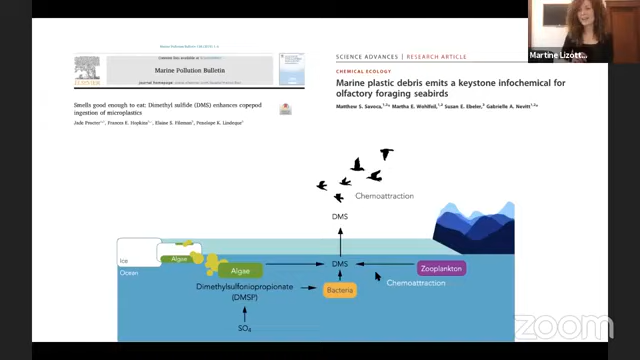 Martine Lizott...
ELSEVIER
Marine Pollution Bulletin
Smells good enough to eat: Dimethyl sulfide (DMS) enhances copepod
ingestion of microplastics
Jade Procter, Frances E. Hopkins, Elaine S. Fileman, Penelope K. Lindeque
SCIENCE ADVANCES | RESEARCH ARTICLE
CHEMICAL ECOLOGY
Marine plastic debris emits a keystone infochemical for
olfactory foraging seabirds
Matthew S. Savoca, Martha E. Wohlfeil, Susan E. Ebeler, Gabrielle A. Nevitt
Chemoattraction
DMS
Ice
Algae
Ocean
Algae
DMS
Zooplankton
Chemoattraction
Dimethylsulfoniopropionate
(DMSP)
Bacteria
SO4
zoom